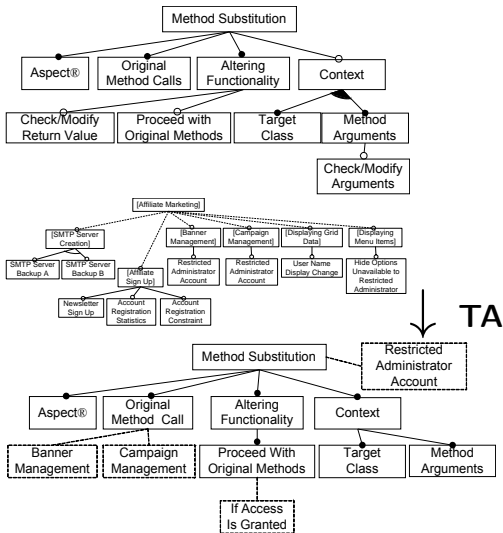 Method Substitution
Aspect®
Original
Method Calls
Altering
Functionality
Context
Check/Modify
Return Value
Proceed with
Original Methods
Target
Class
Method
Arguments
Check/Modify
Arguments
[Affiliate Marketing]
[SMTP Server
Creation]
[Banner
Management]
[Campaign
Management]
[Displaying Grid
Data]
[Displaying
Menu Items]
SMTP Server
Backup A
SMTP Server
Backup B
[Affiliate
Sign Up]
Restricted
Administrator
Account
Restricted
Administrator
Account
User Name
Display Change
Hide Options
Unavailable to
Restricted
Administrator
Newsletter
Sign Up
Account
Registration
Statistics
Account
Registration
Constraint
TA
Method Substitution
Restricted
Administrator
Account
Aspect®
Original
Method Call
Altering
Functionality
Context
Banner
Management
Campaign
Management
Proceed With
Original Methods
Target
Class
Method
Arguments
If Access
Is Granted